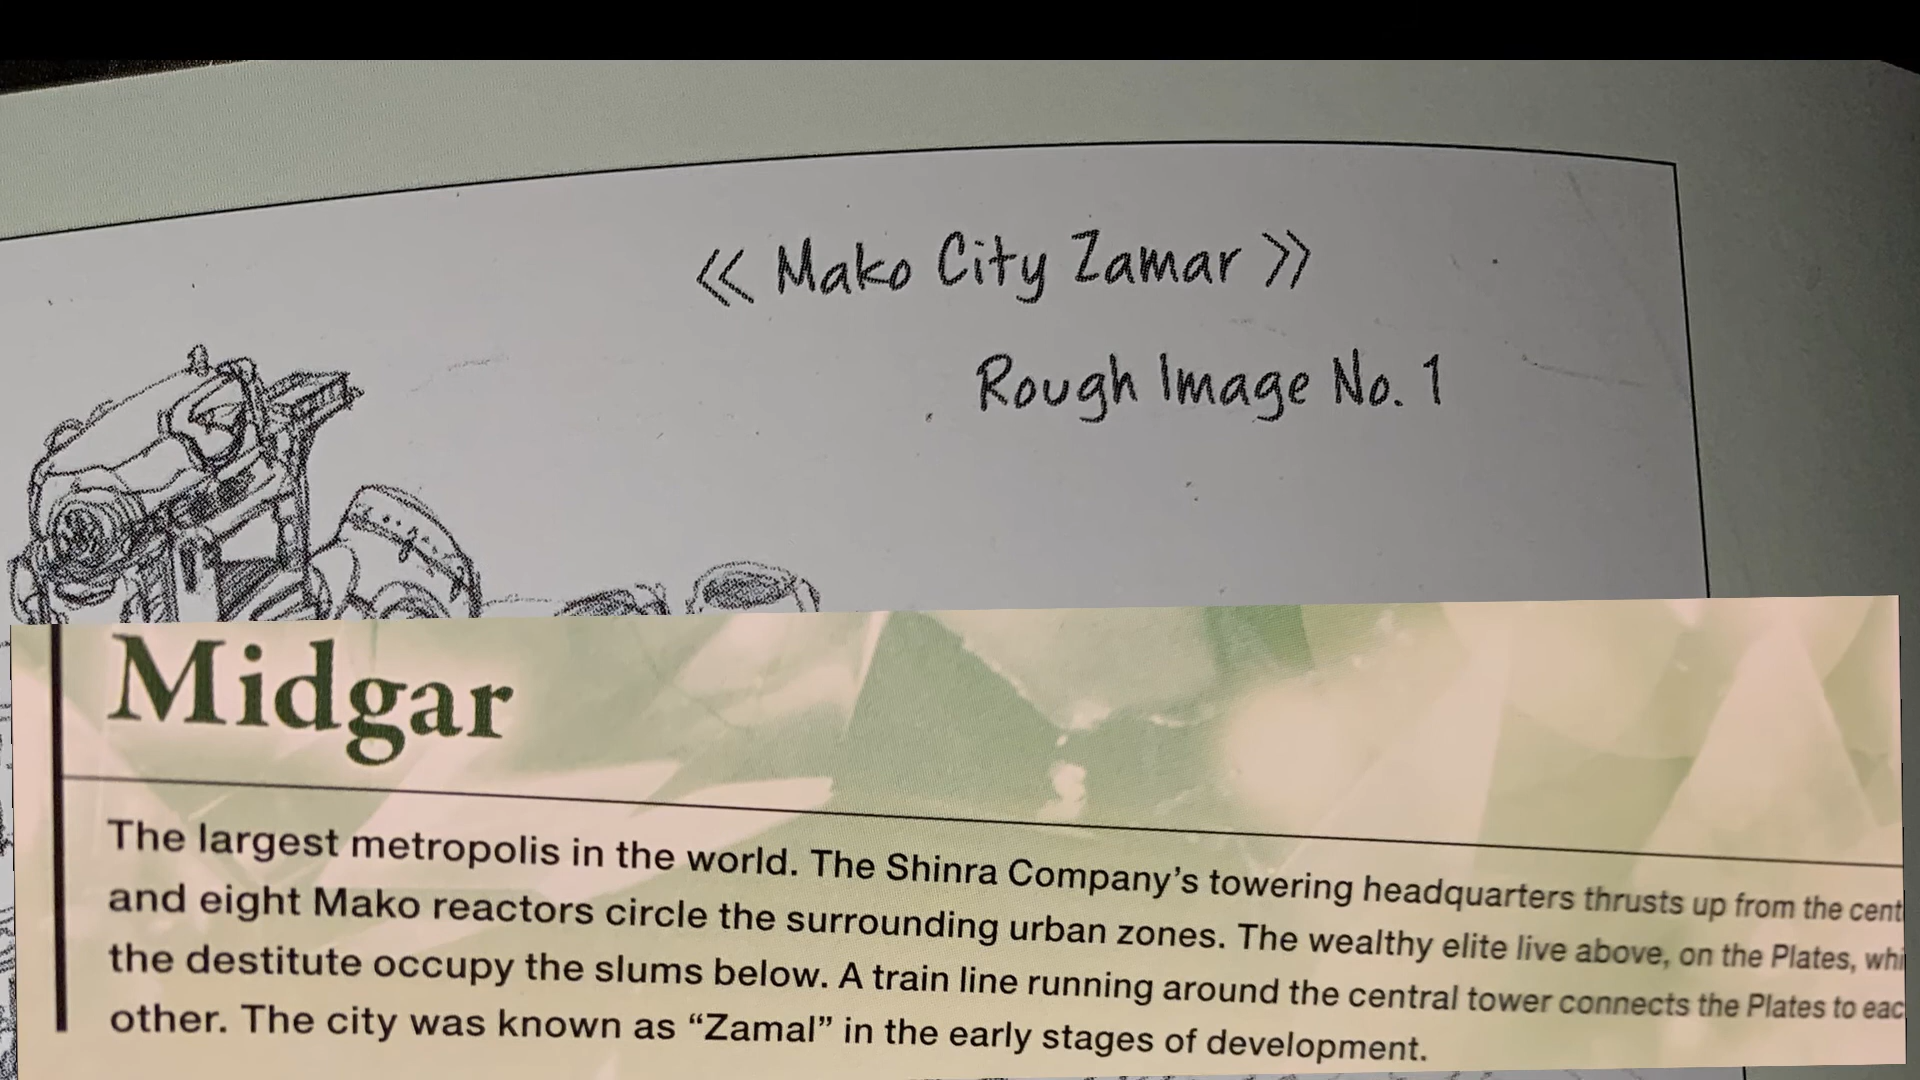 « Mako City Zamar »
Rough Image No. 1
Midgar
The largest metropolis in the world. The Shinra Company's towering headquarters thrusts up from the
and eight Mako reactors circle the surrounding urban zones. The wealthy elite live above, on the Plates,
the destitute occupy the slums below. A train line running around the central tower connects the Plates to
other. The city was known as “Zamal” in the early stages of development.